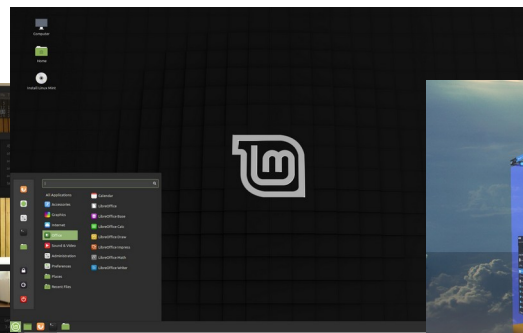 Computer
Home
Install Linux Mint
lm
All Applications
Accessories
Graphics
Internet
Office
Sound & Video
Administration
Preferences
Places
Recent Files
Calendar
LibreOffice
LibreOffice Base
LibreOffice Calc
LibreOffice Draw
LibreOffice Impress
LibreOffice Math
LibreOffice Writer